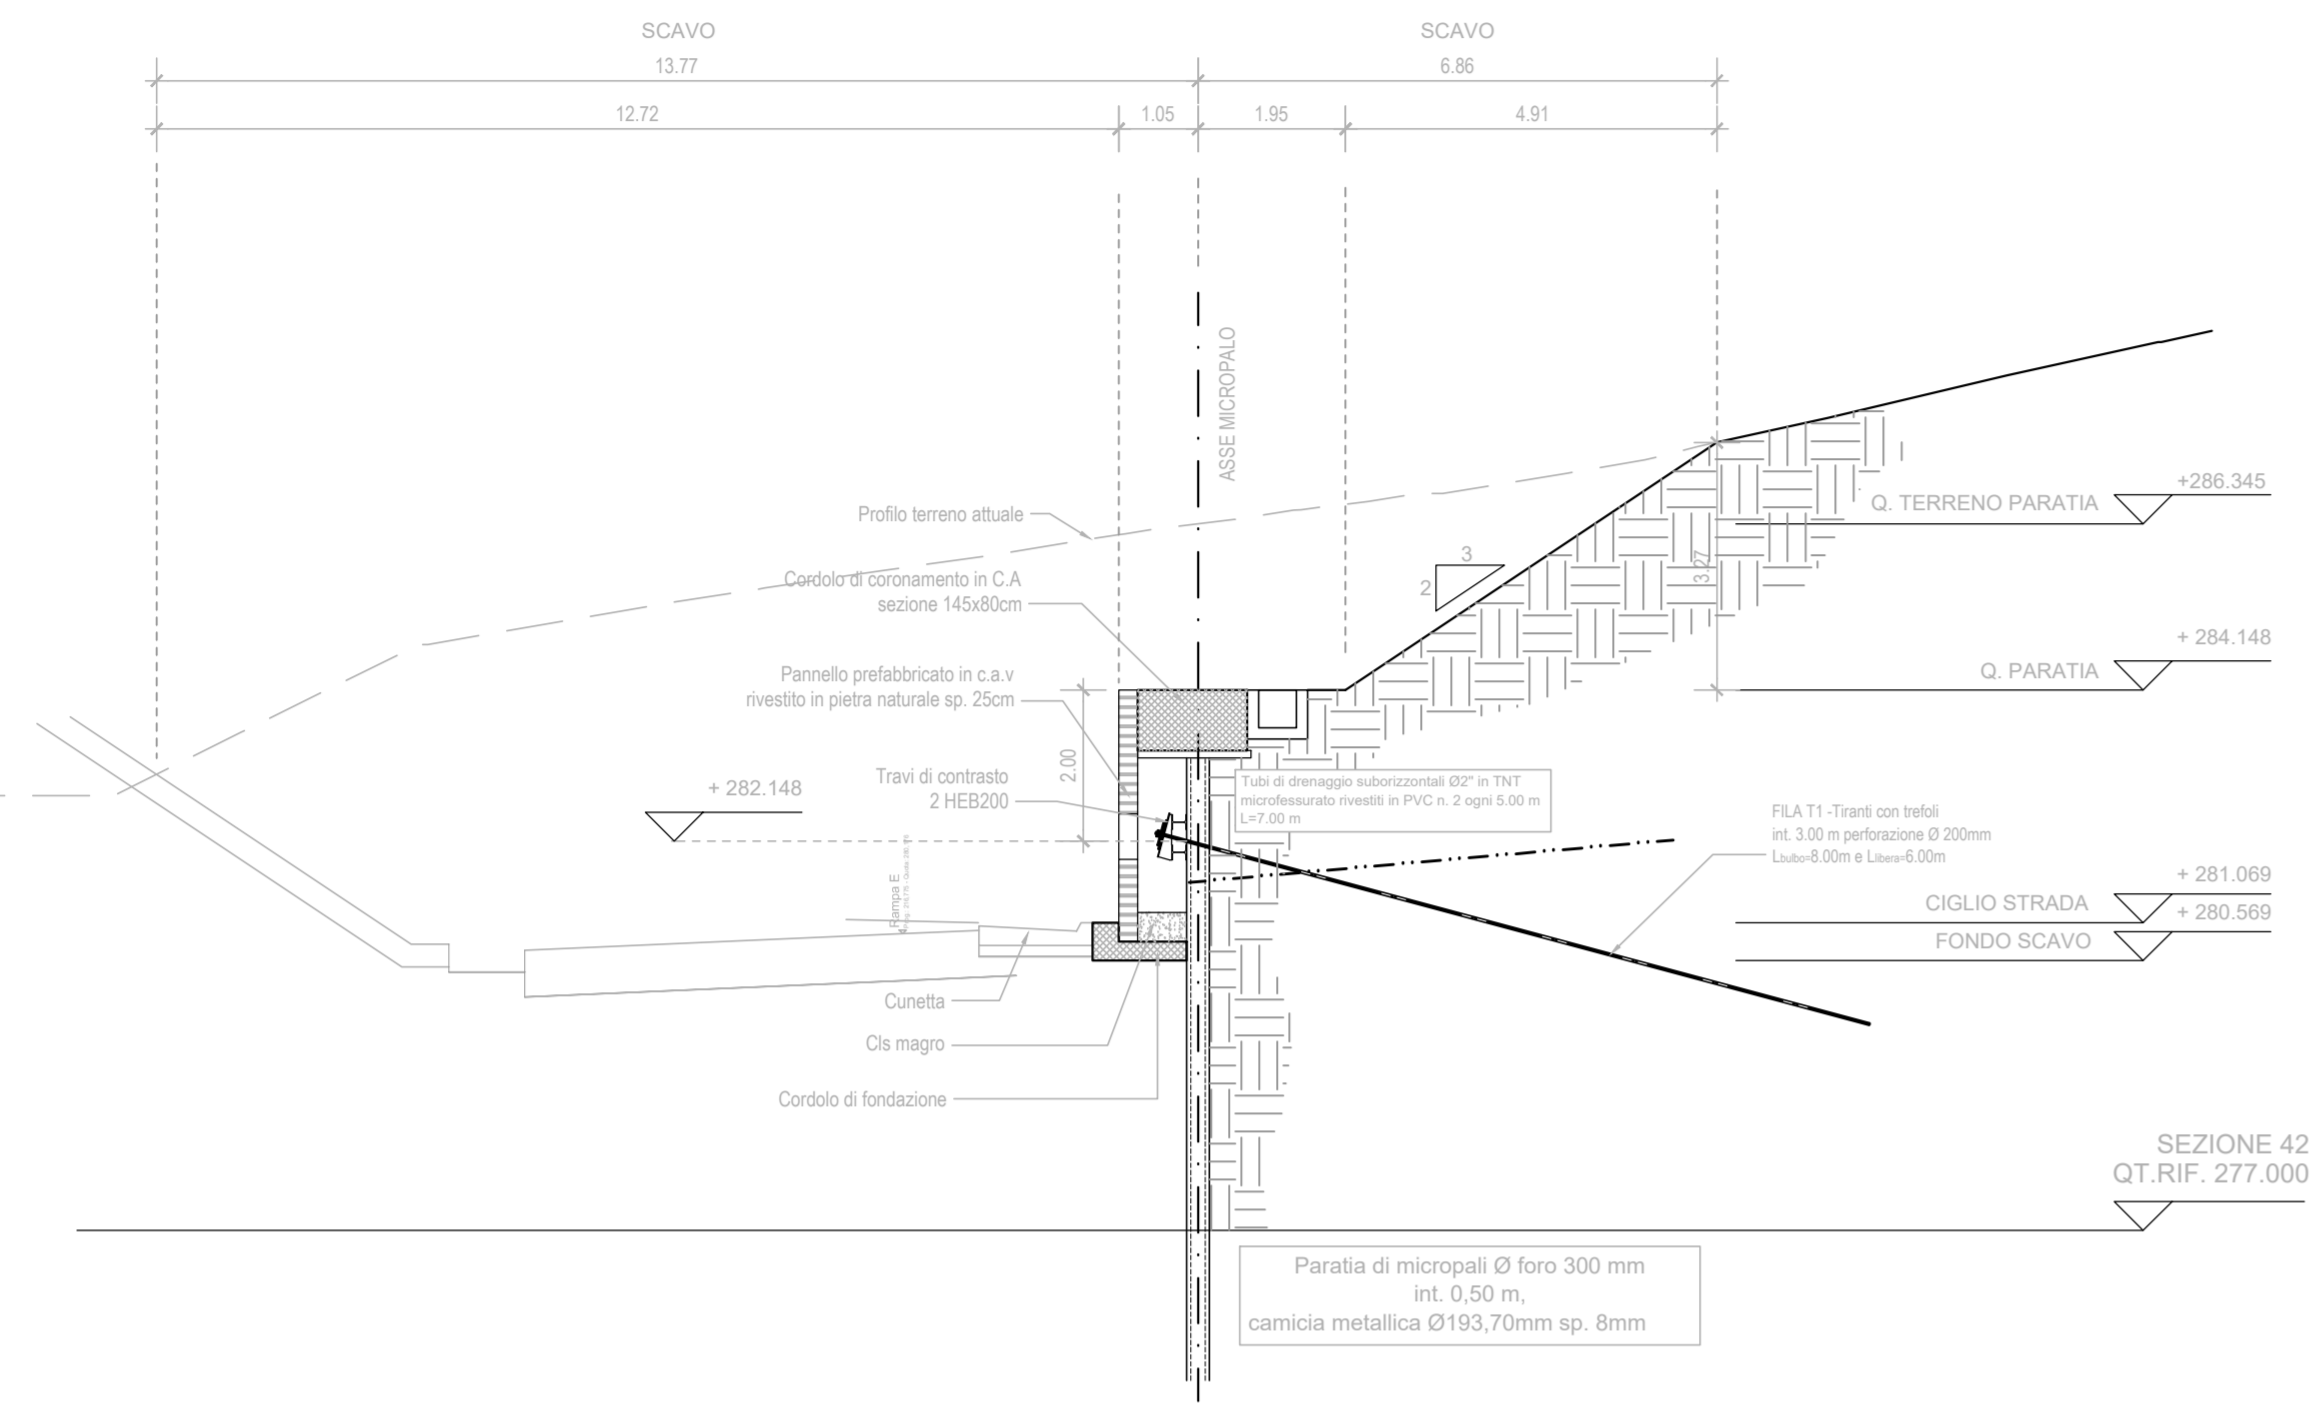 SCAVO
SCAVO
13.77
6.86
12.72
1.05
1.95
4.91
ASSE MICROPALO
Profilo terreno attuale
Cordolo di coronamento in C.A
sezione 145x80cm
Pannello prefabbricato in c.a.v
rivestito in pietra naturale sp. 25cm
2.00
Travi di contrasto
2 HEB200
+ 282.148
Rampa E
3
2
3.27
+286.345
Q. TERRENO PARATIA
+ 284.148
Q. PARATIA
Tubi di drenaggio suborizzontali Ø2" in TNT
microfessurato rivestiti in PVC n. 2 ogni 5.00 m
L=7.00 m
FILA T1 -Tiranti con trefoli
int. 3.00 m perforazione Ø 200mm
Lbulbo=8.00m e Llibera=6.00m
+ 281.069
CIGLIO STRADA
+ 280.569
FONDO SCAVO
Cunetta
Cls magro
Cordolo di fondazione
SEZIONE 42
QT.RIF. 277.000
Paratia di micropali Ø foro 300 mm
int. 0,50 m,
camicia metallica Ø193,70mm sp. 8mm